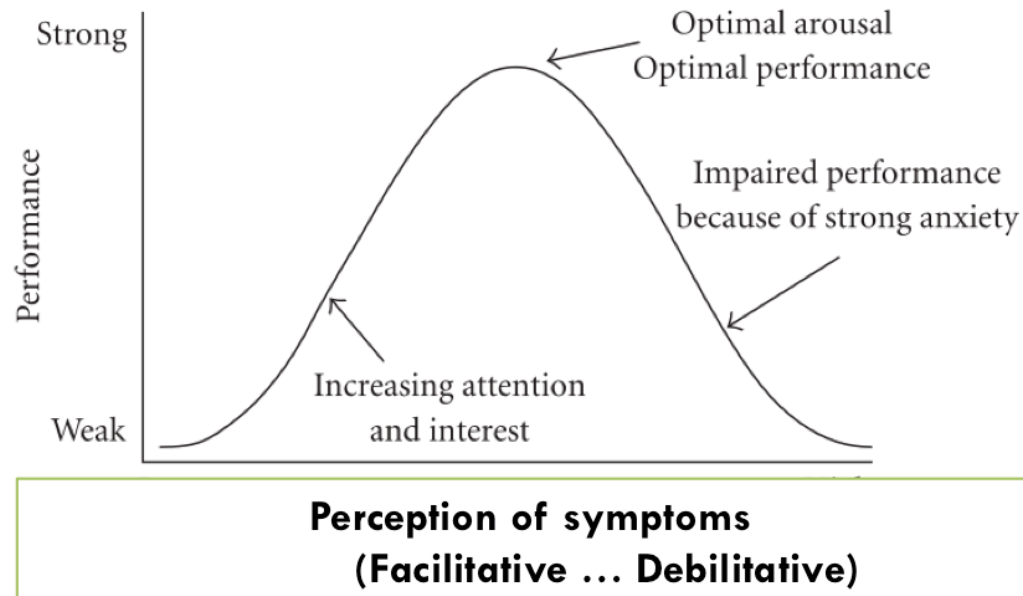 Strong
Optimal arousal
Optimal performance
Impaired performance
because of strong anxiety
Performance
Increasing attention
and interest
Weak
Perception of symptoms
(Facilitative ... Debilitative)